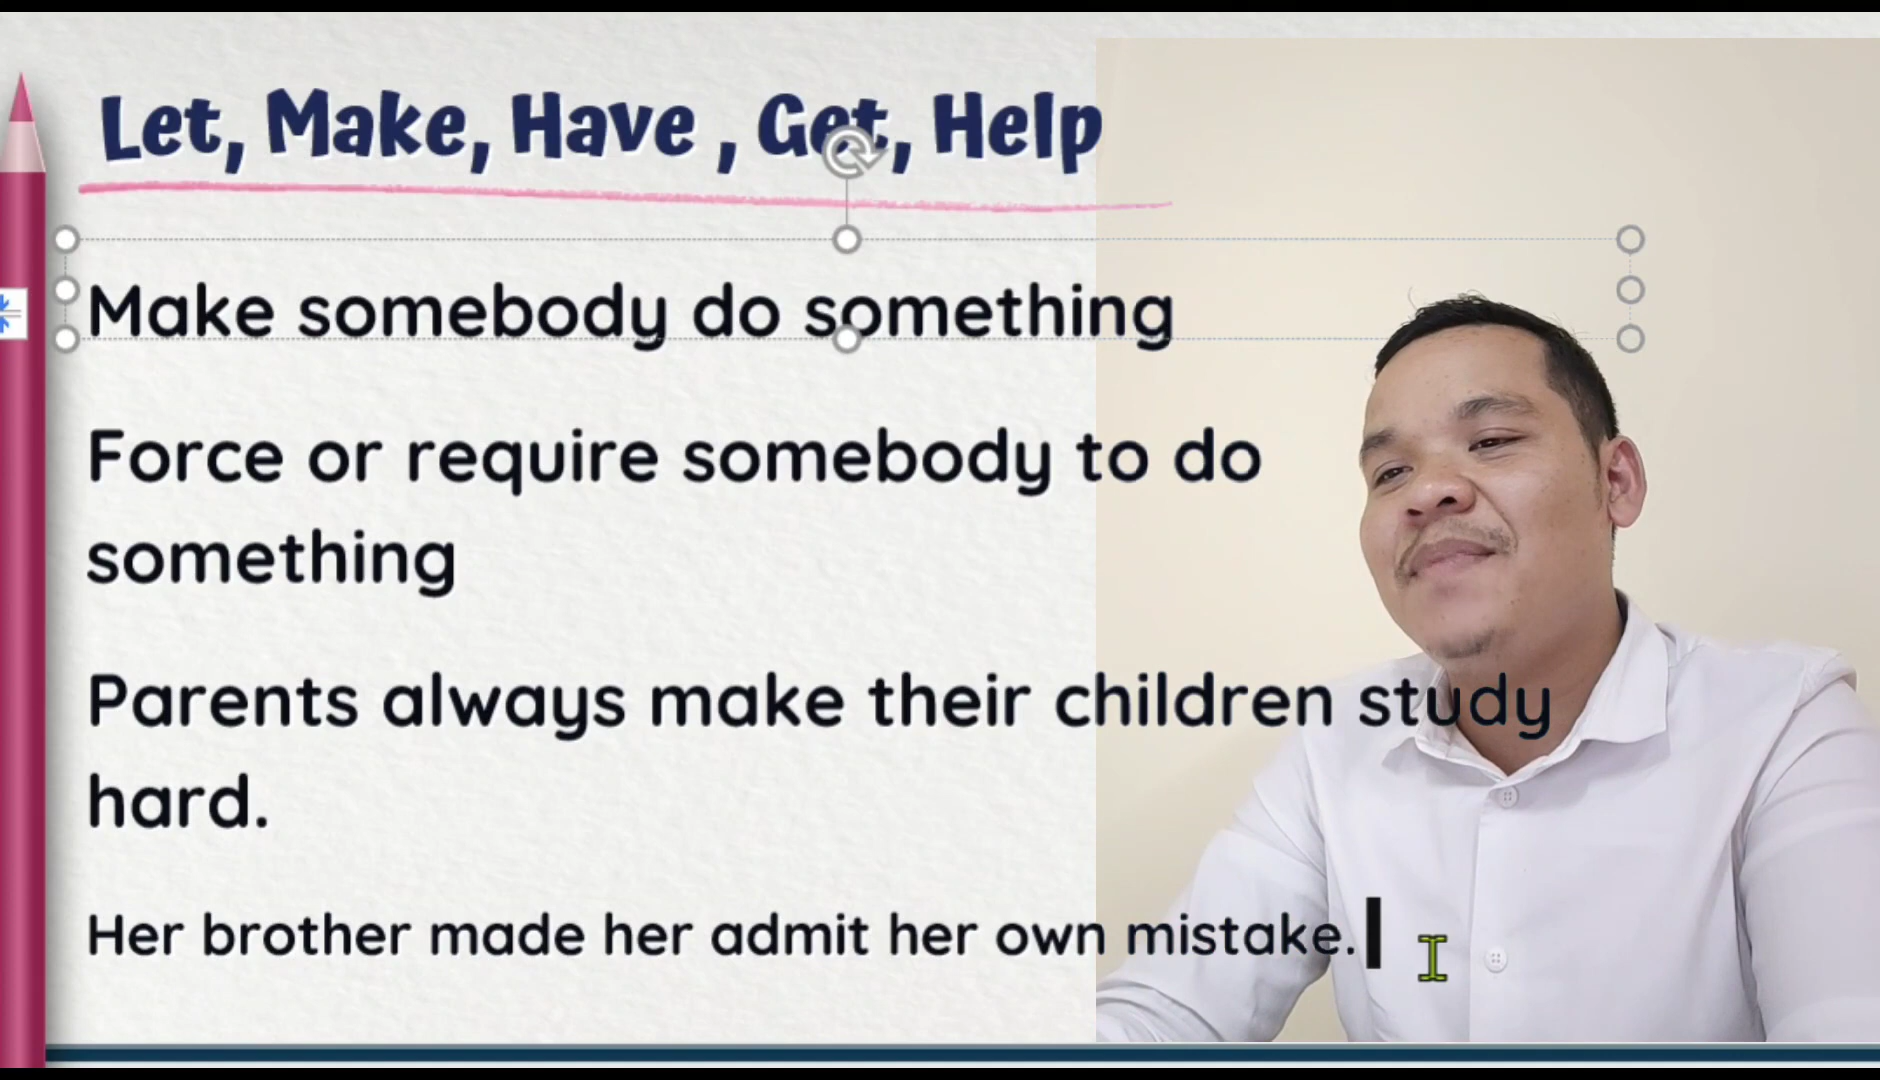 Let, Make, Have , Get, Help
Make somebody do something
Force or require somebody to do
something
Parents always make their children study
hard.
Her brother made her admit her own mistake.